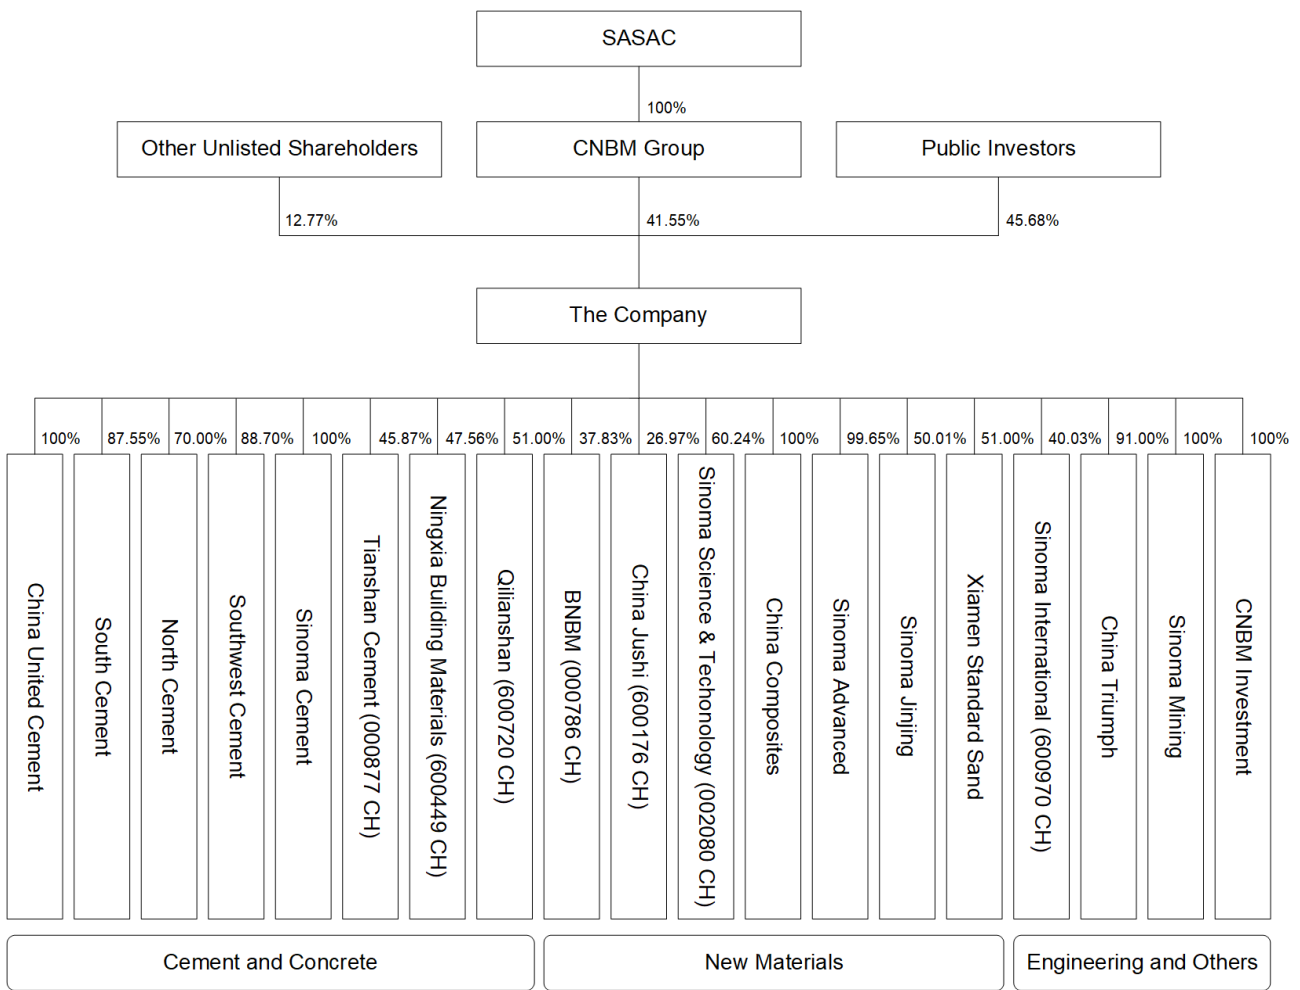 SASAC
100%
Other Unlisted Shareholders
CNBM Group
Public Investors
12.77%
41.55%
45.68%
The Company
100%
87.55%
70.00%
88.70%
100%
45.87%
47.56%
51.00%
37.83%
26.97%
60.24%
100%
99.65%
50.01%
51.00%
40.03%
91.00%
100%
100%
China United Cement
South Cement
North Cement
Southwest Cement
Sinoma Cement
Tianshan Cement (000877 CH)
Ningxia Building Materials (600449 CH)
Qilianshan (600720 CH)
BNBM (000786 CH)
China Jushi (600176 CH)
Sinoma Science & Techonology (002080 CH)
China Composites
Sinoma Advanced
Sinoma Jinjing
Xiamen Standard Sand
Sinoma International (600970 CH)
China Triumph
Sinoma Mining
CNBM Investment
Cement and Concrete
New Materials
Engineering and Others